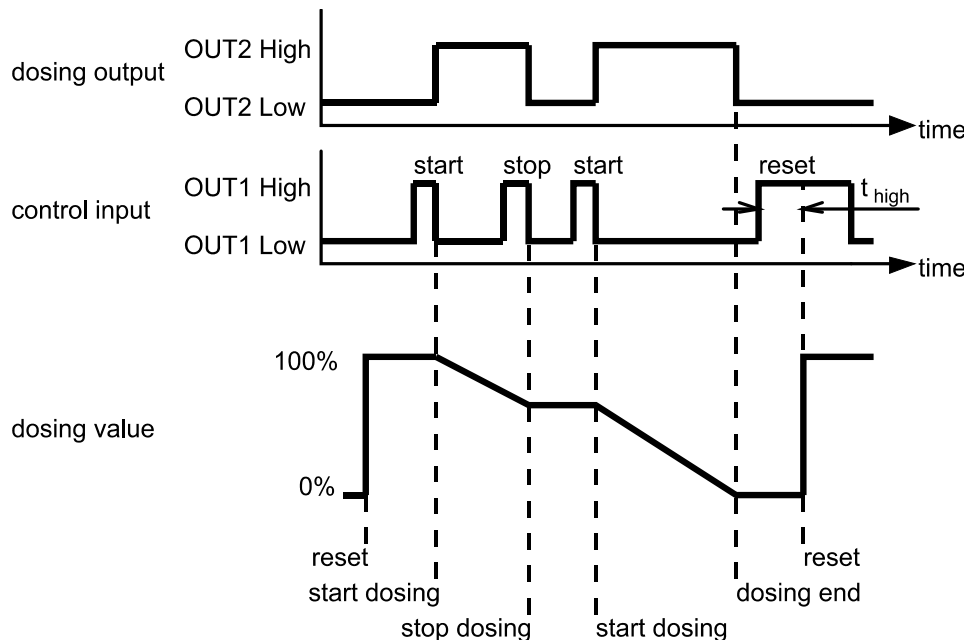 OUT2 High
dosing output
OUT2 Low
time
start stop start reset
OUT1 High
t high
control input
OUT1 Low
time
100%
dosing value
0%
reset reset
start dosing dosing end
stop dosing start dosing